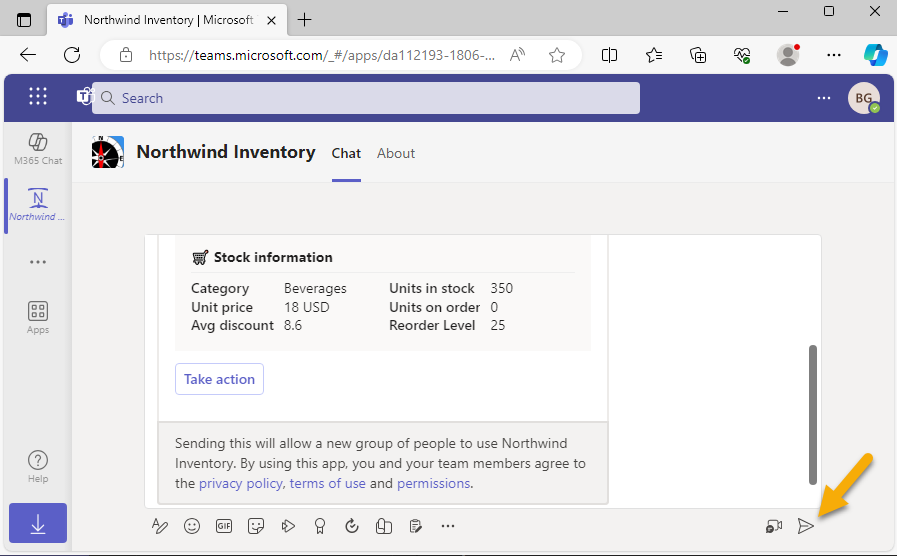 Northwind Inventory | Microsoft
https://teams.microsoft.com/_#/apps/da112193-1806-...
Search
BG
M365 Chat
Northwind ...
Apps
Help
N
E
Northwind Inventory Chat About
Stock information
Category Beverages Units in stock 350
Unit price 18 USD Units on order 0
Avg discount 8.6 Reorder Level 25
Take action
Sending this will allow a new group of people to use Northwind
Inventory. By using this app, you and your team members agree to
the privacy policy, terms of use and permissions.
GIF